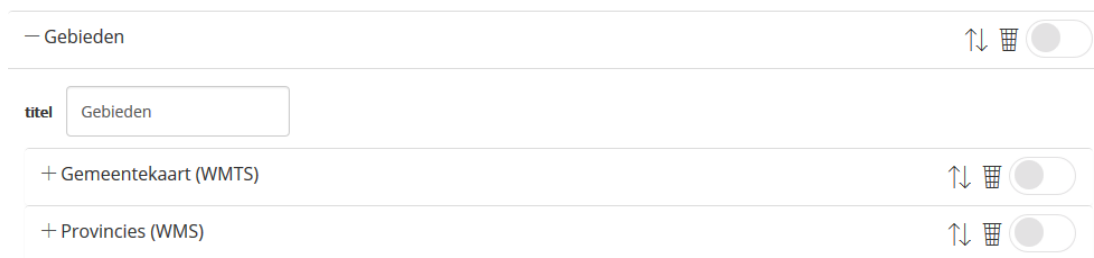 Gebieden
titel Gebieden
Gemeentekaart (WMTS)
Provincies (WMS)